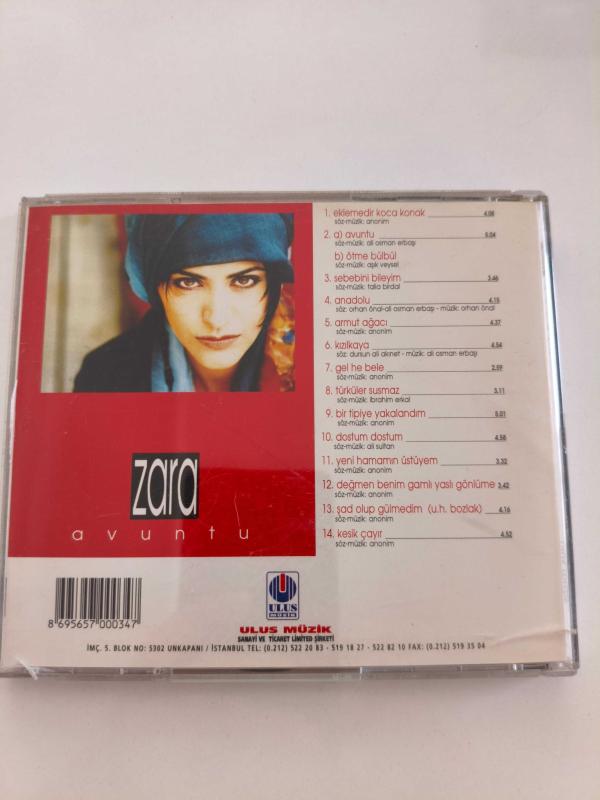 1. eklemedir koca konak 4.08
söz-müzik: anonim
2. a) avuntu 5.04
söz-müzik: ali osman erbaşı
b) ötme bülbül
söz-müzik: aşık veysel
3. sebebini bileyim 3.46
söz-müzik: talia birdal
4. anadolu 4.15
söz: orhan önal-ali osman erbaşı - müzik: orhan önal
5. armut ağacı 4.37
söz-müzik: anonim
6. kızılkaya 4.54
söz: dursun ali akınet - müzik: ali osman erbaşı
7. gel he bele 2.59
söz-müzik: anonim
8. türküler susmaz 3.11
söz-müzik: ibrahim erkal
9. bir tipiye yakalandım 5.01
söz-müzik: anonim
10. dostum dostum 4.58
söz-müzik: ali sultan
11. yeni hamamın üstüyem 3.32
söz-müzik: anonim
12. değmen benim gamlı yaslı gönlüme 3.42
söz-müzik: anonim
13. şad olup gülmedim (u.h. bozlak) 4.16
söz-müzik: anonim
14. kesik çayır 4.52
söz-müzik: anonim
zara
avuntu
8 695657 000347
ULUS
müzik
ULUS MÜZİK
SANAYİ VE TİCARET LİMİTED ŞİRKETİ
İMÇ. 5. BLOK NO: 5302 UNKAPANI / İSTANBUL TEL: (0.212) 522 20 83 - 519 18 27 - 522 82 10 FAX: (0.212) 519 35 04